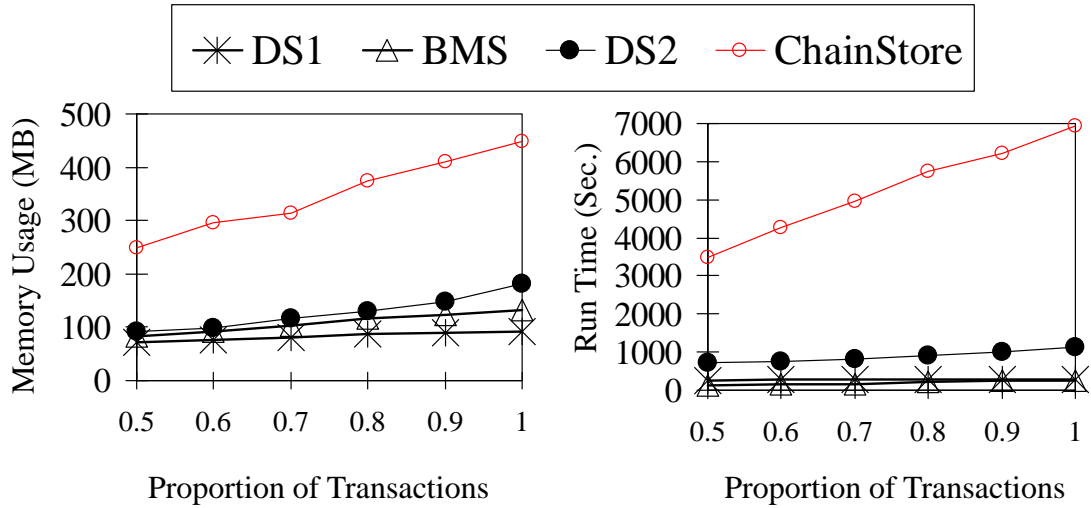 DS1 BMS DS2 ChainStore
Memory Usage (MB)
500
400
300
200
100
0
0.5 0.6 0.7 0.8 0.9 1
Proportion of Transactions
Run Time (Sec.)
7000
6000
5000
4000
3000
2000
1000
0
0.5 0.6 0.7 0.8 0.9 1
Proportion of Transactions